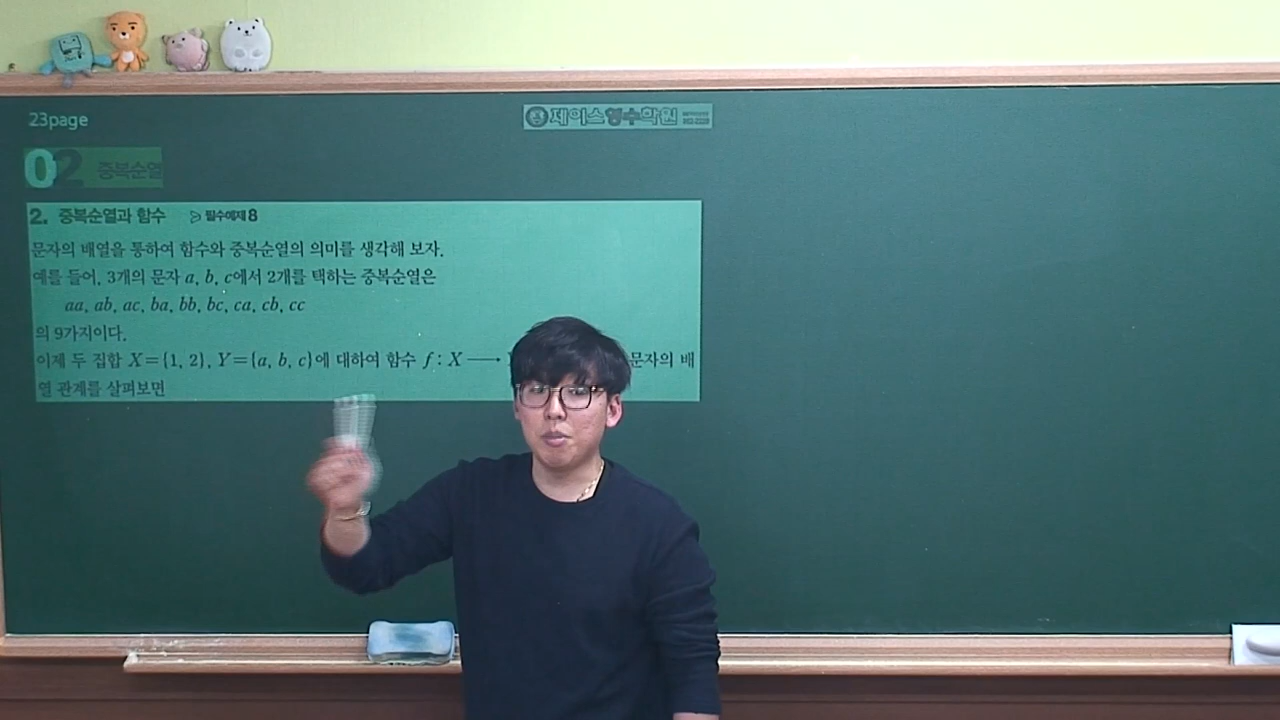 23page
제이스영수학원
02 중복순열
2. 중복순열과 함수 ▷ 필수예제 8
문자의 배열을 통하여 함수와 중복순열의 의미를 생각해 보자.
예를 들어, 3개의 문자 a, b, c에서 2개를 택하는 중복순열은
aa, ab, ac, ba, bb, bc, ca, cb, cc
의 9가지이다.
이제 두 집합 X={1, 2}, Y={a, b, c}에 대하여 함수 f : X ⟶ 문자의 배
열 관계를 살펴보면